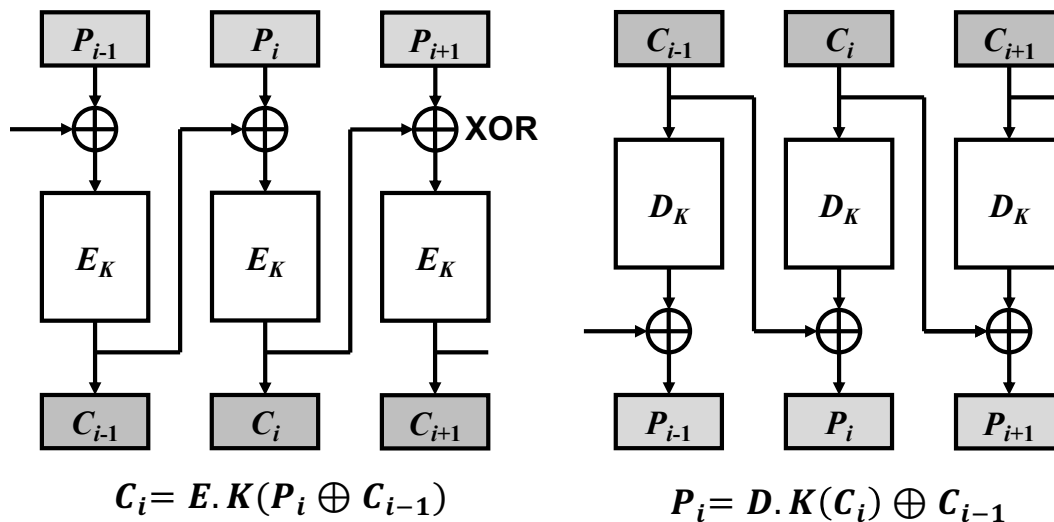 P_{i-1} P_i P_{i+1} C_{i-1} C_i C_{i+1}
XOR
E_K E_K E_K D_K D_K D_K
C_{i-1} C_i C_{i+1} P_{i-1} P_i P_{i+1}
C_i= E.K(P_i ⊕ C_{i-1}) P_i= D.K(C_i) ⊕ C_{i-1}